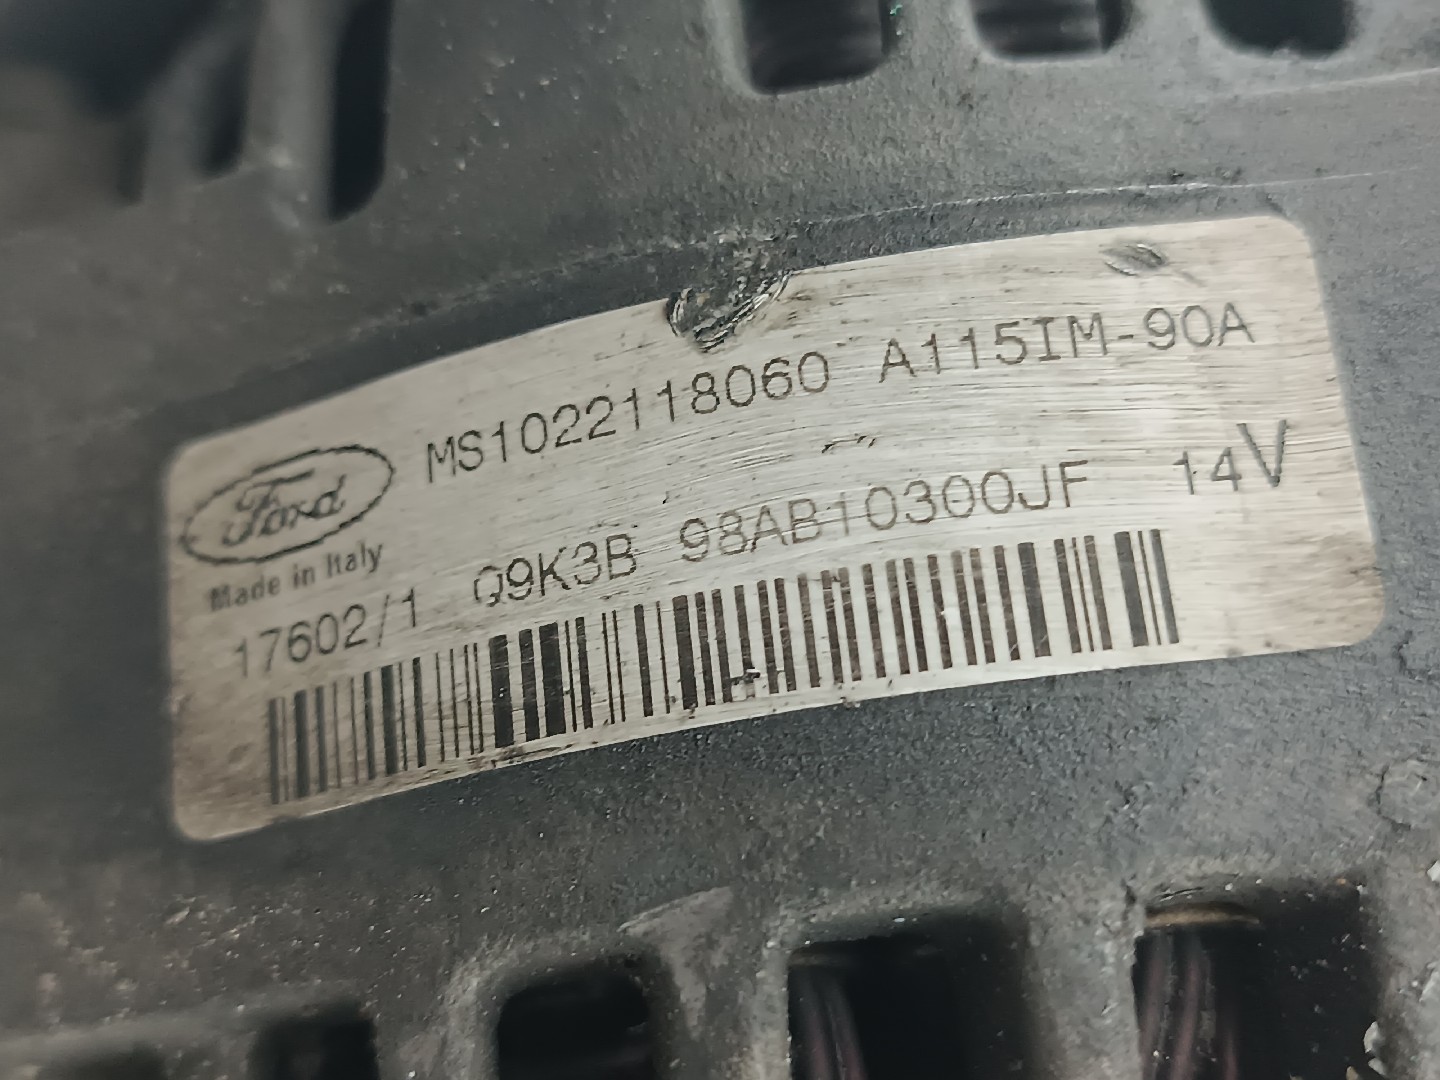 MS1022118060 A115IM-90A
Ford
Made in Italy
17602/1 Q9K3B 98AB10300JF 14V